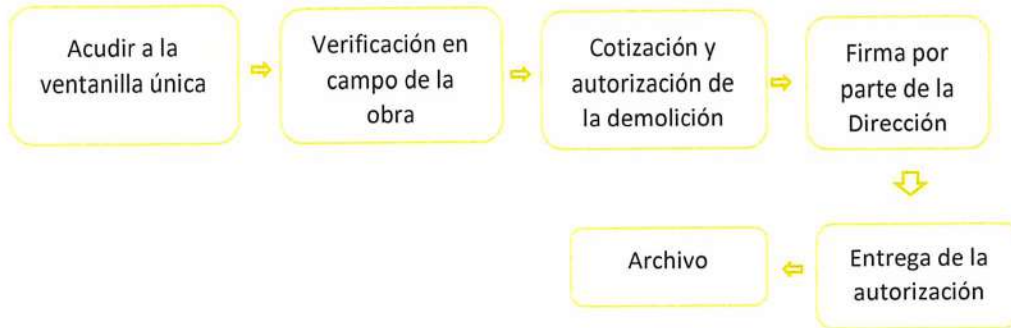 Acudir a la
ventanilla única
Verificación en
campo de la
obra
Cotización y
autorización de
la demolición
Firma por
parte de la
Dirección
Entrega de la
autorización
Archivo